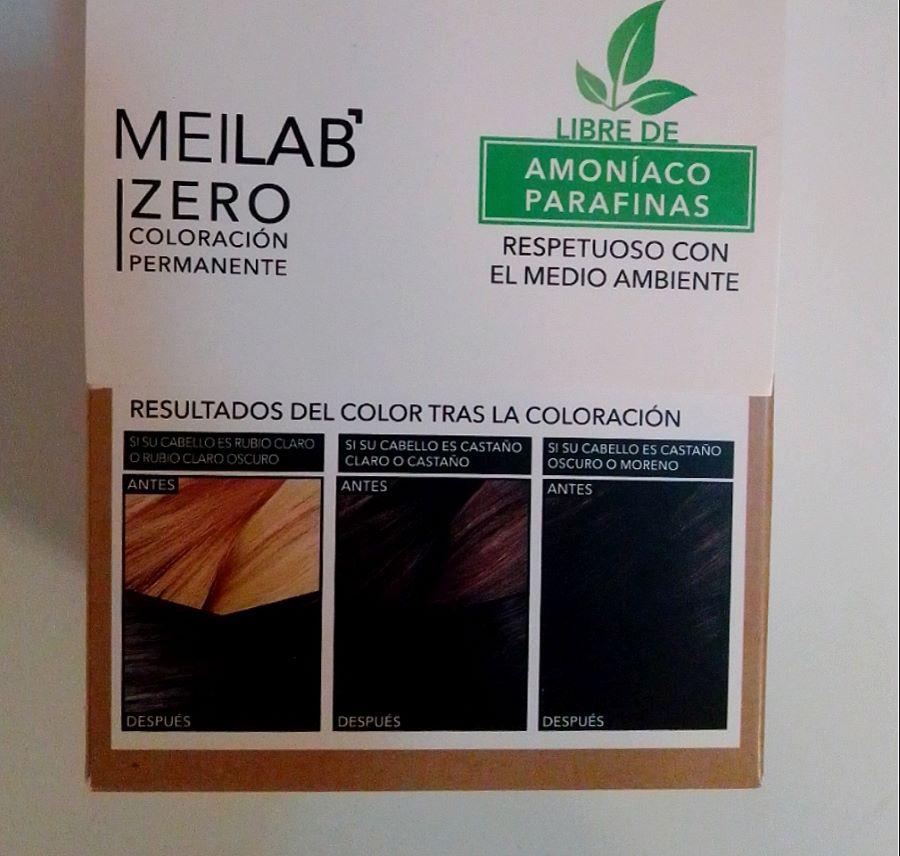 MEILAB
ZERO
COLORACIÓN
PERMANENTE
LIBRE DE
AMONÍACO
PARAFINAS
RESPETUOSO CON
EL MEDIO AMBIENTE
RESULTADOS DEL COLOR TRAS LA COLORACIÓN
SI SU CABELLO ES RUBIO CLARO
O RUBIO CLARO OSCURO
ANTES
DESPUÉS
SI SU CABELLO ES CASTAÑO
CLARO O CASTAÑO
ANTES
DESPUÉS
SI SU CABELLO ES CASTAÑO
OSCURO O MORENO
ANTES
DESPUÉS